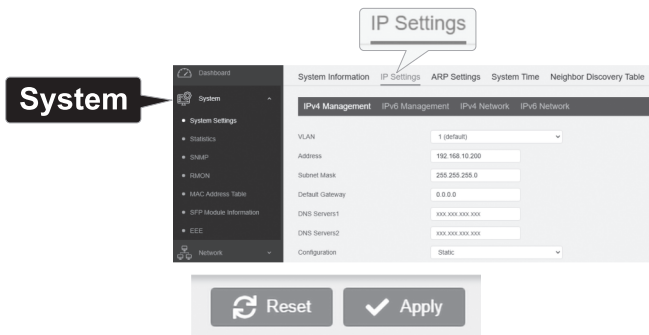 IP Settings
Dashboard
System Information IP Settings ARP Settings System Time Neighbor Discovery Table
System
System
IPv4 Management IPv6 Management IPv4 Network IPv6 Network
System Settings
Statistics
SNMP
RMON
MAC Address Table
SFP Module Information
EEE
Network
VLAN 1 (default)
Address 192.168.10.200
Subnet Mask 255.255.255.0
Default Gateway 0.0.0.0
DNS Servers1 xxx.xxx.xxx.xxx
DNS Servers2 xxx.xxx.xxx.xxx
Configuration Static
Reset Apply